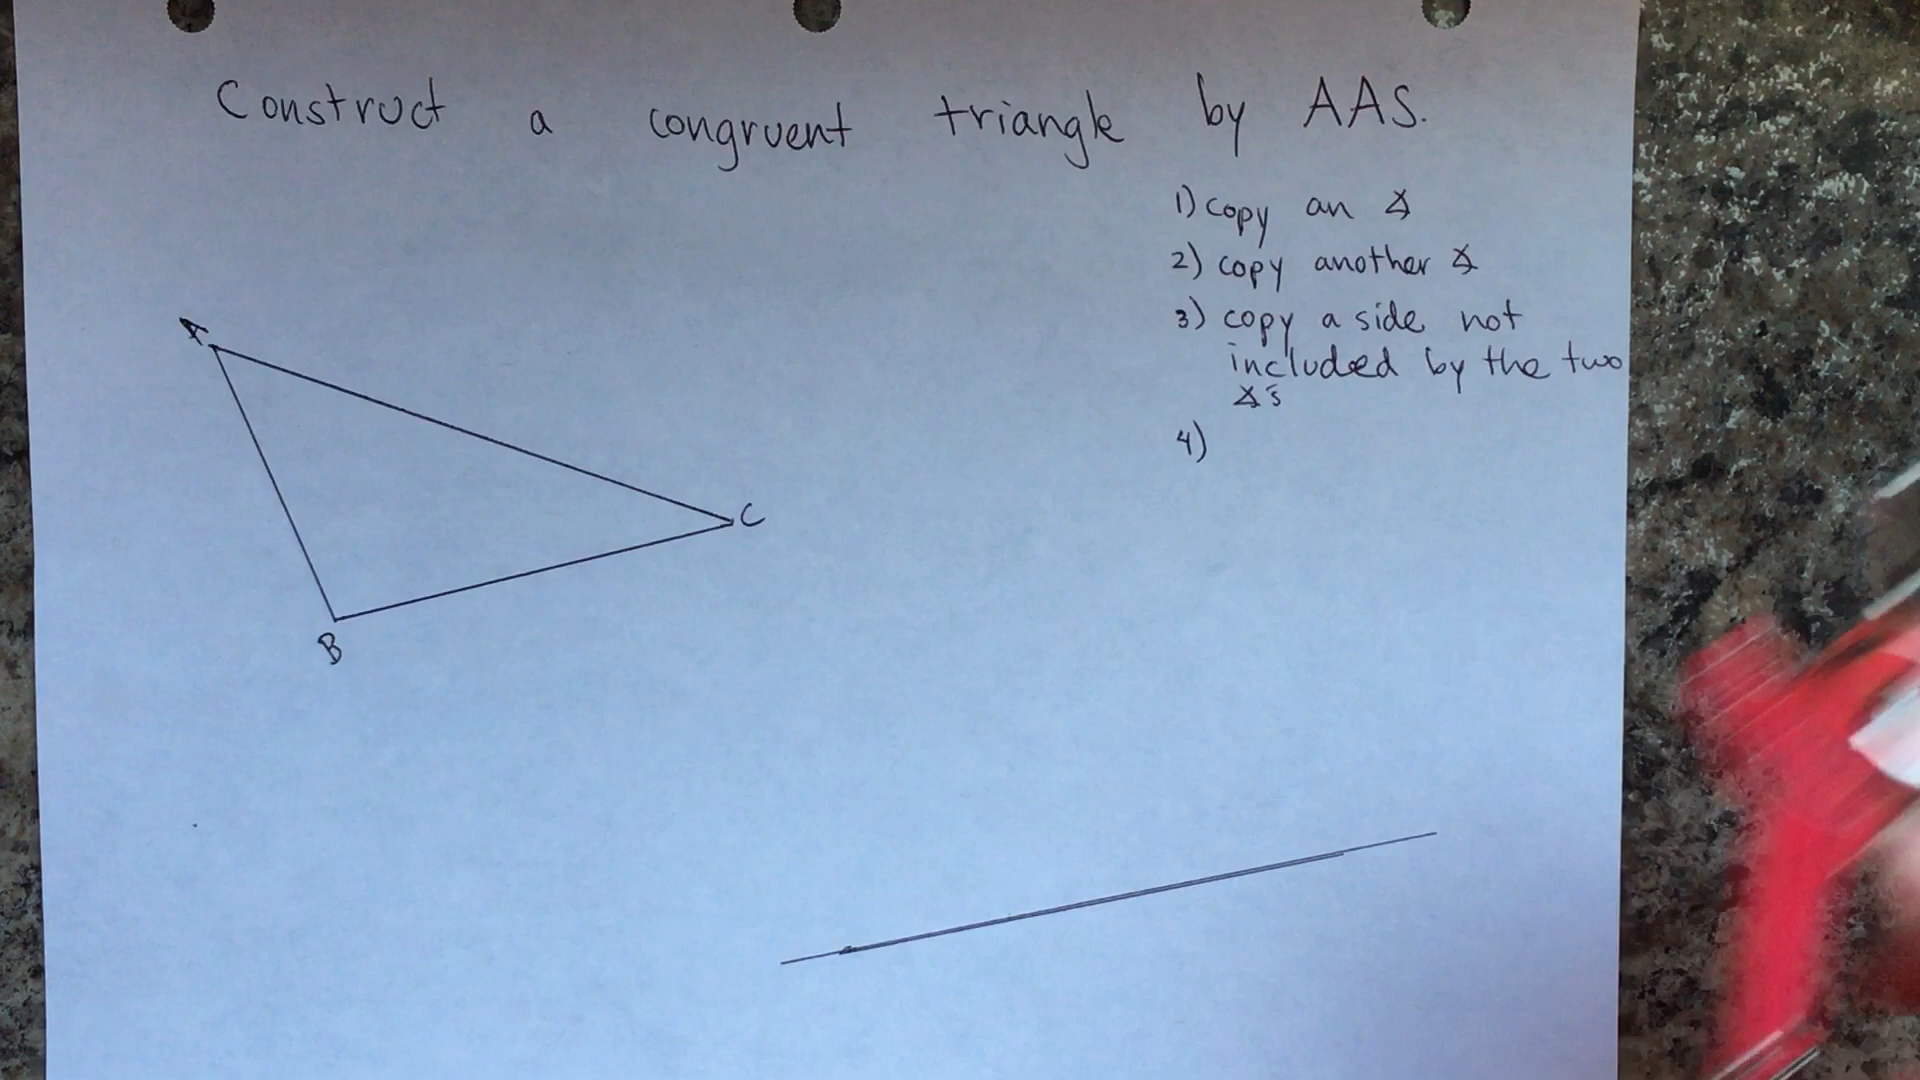 Construct a congruent triangle by AAS.
1) copy an ∡
2) copy another ∡
3) copy a side not
included by the two
∡s
4)
A
C
B